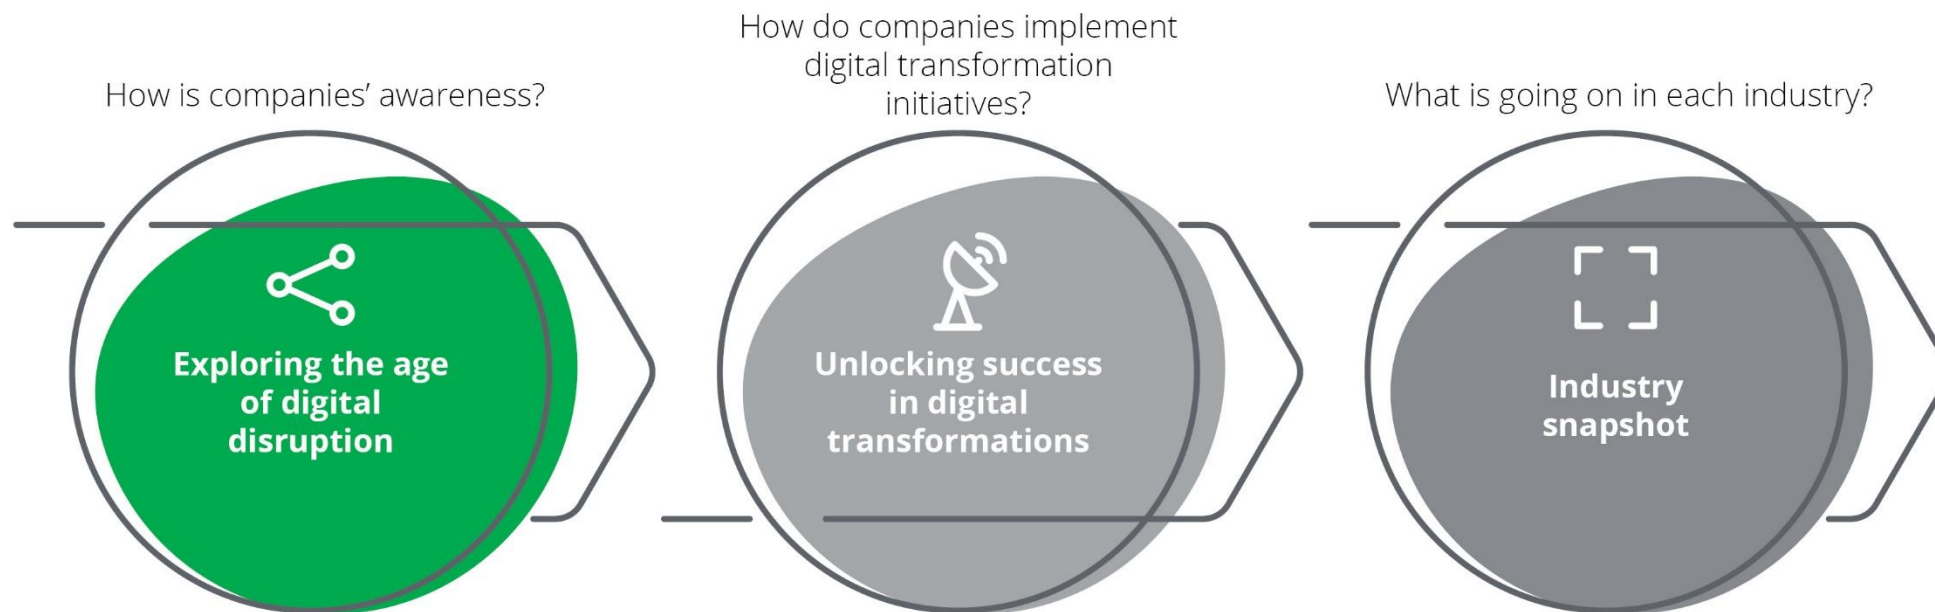 How is companies’ awareness?
Exploring the age
of digital
disruption
How do companies implement
digital transformation
initiatives?
Unlocking success
in digital
transformations
What is going on in each industry?
Industry
snapshot